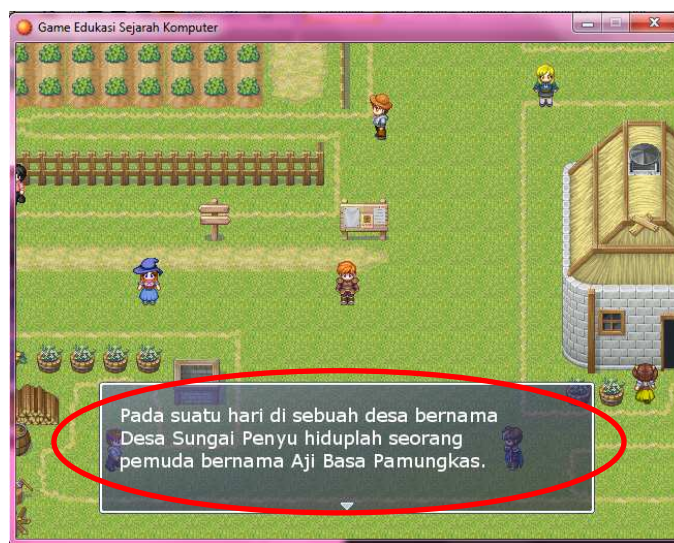 Game Edukasi Sejarah Komputer
Pada suatu hari di sebuah desa bernama
Desa Sungai Penyu hiduplah seorang
pemuda bernama Aji Basa Pamungkas.